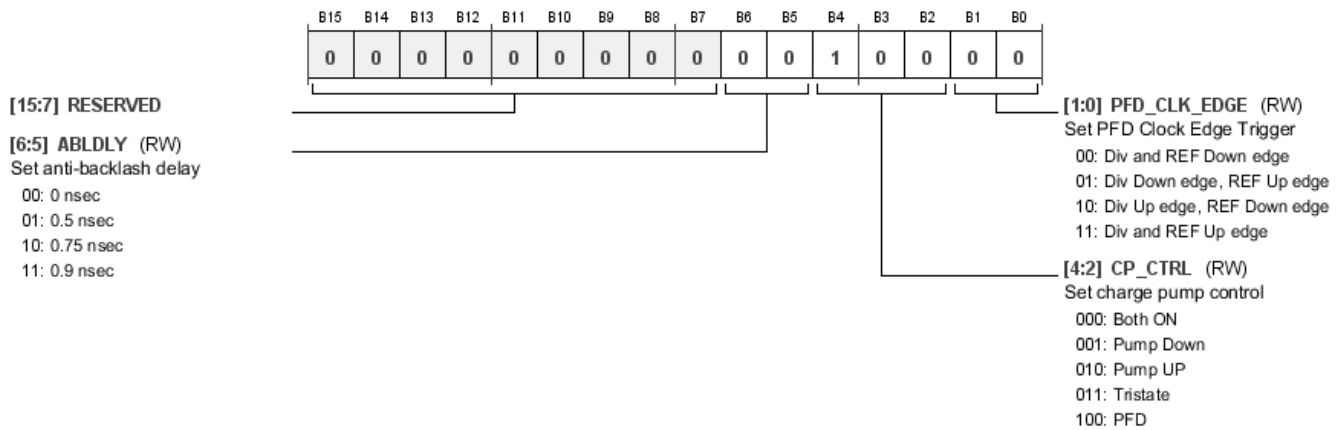 B15 B14 B13 B12 B11 B10 B9 B8 B7 B6 B5 B4 B3 B2 B1 B0
0 0 0 0 0 0 0 0 0 0 0 1 0 0 0 0
[15:7] RESERVED
[6:5] ABLDLY (RW)
Set anti-backlash delay
00: 0 nsec
01: 0.5 nsec
10: 0.75 nsec
11: 0.9 nsec
[1:0] PFD_CLK_EDGE (RW)
Set PFD Clock Edge Trigger
00: Div and REF Down edge
01: Div Down edge, REF Up edge
10: Div Up edge, REF Down edge
11: Div and REF Up edge
[4:2] CP_CTRL (RW)
Set charge pump control
000: Both ON
001: Pump Down
010: Pump UP
011: Tristate
100: PFD